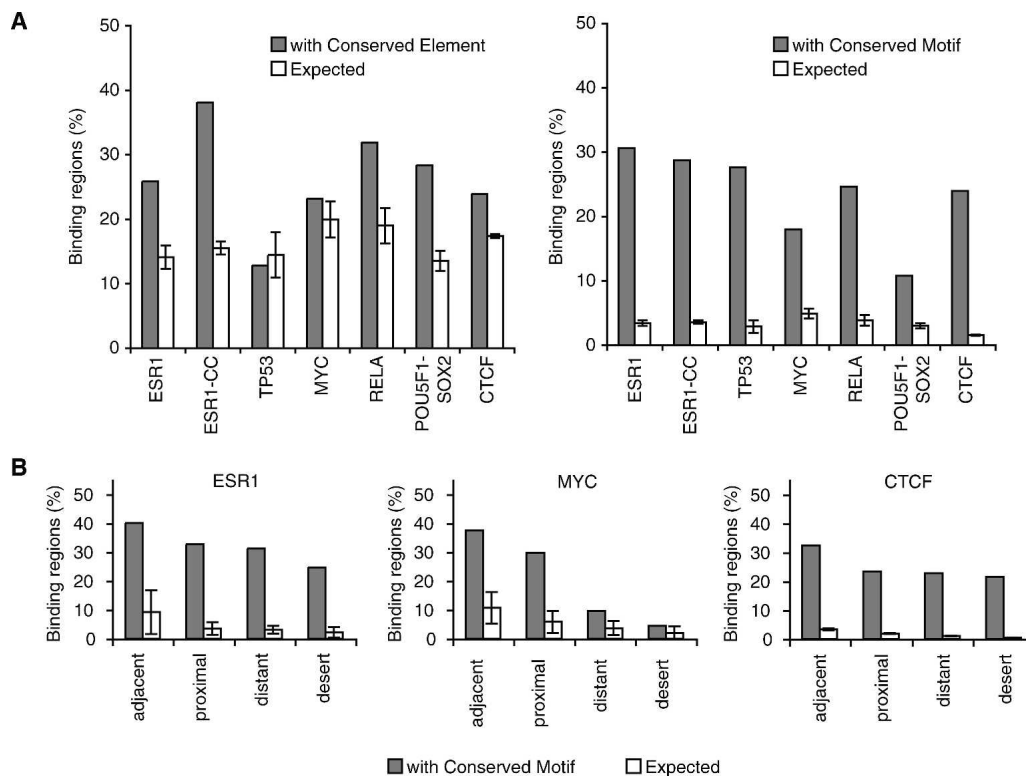 A
Binding regions (%)
50
40
30
20
10
0
with Conserved Element
Expected
ESR1
ESR1-CC
TP53
MYC
RELA
POU5F1-
SOX2
CTCF
Binding regions (%)
50
40
30
20
10
0
with Conserved Motif
Expected
ESR1
ESR1-CC
TP53
MYC
RELA
POU5F1-
SOX2
CTCF
B
ESR1
Binding regions (%)
50
40
30
20
10
0
adjacent
proximal
distant
desert
MYC
Binding regions (%)
50
40
30
20
10
0
adjacent
proximal
distant
desert
CTCF
Binding regions (%)
50
40
30
20
10
0
adjacent
proximal
distant
desert
with Conserved Motif
Expected